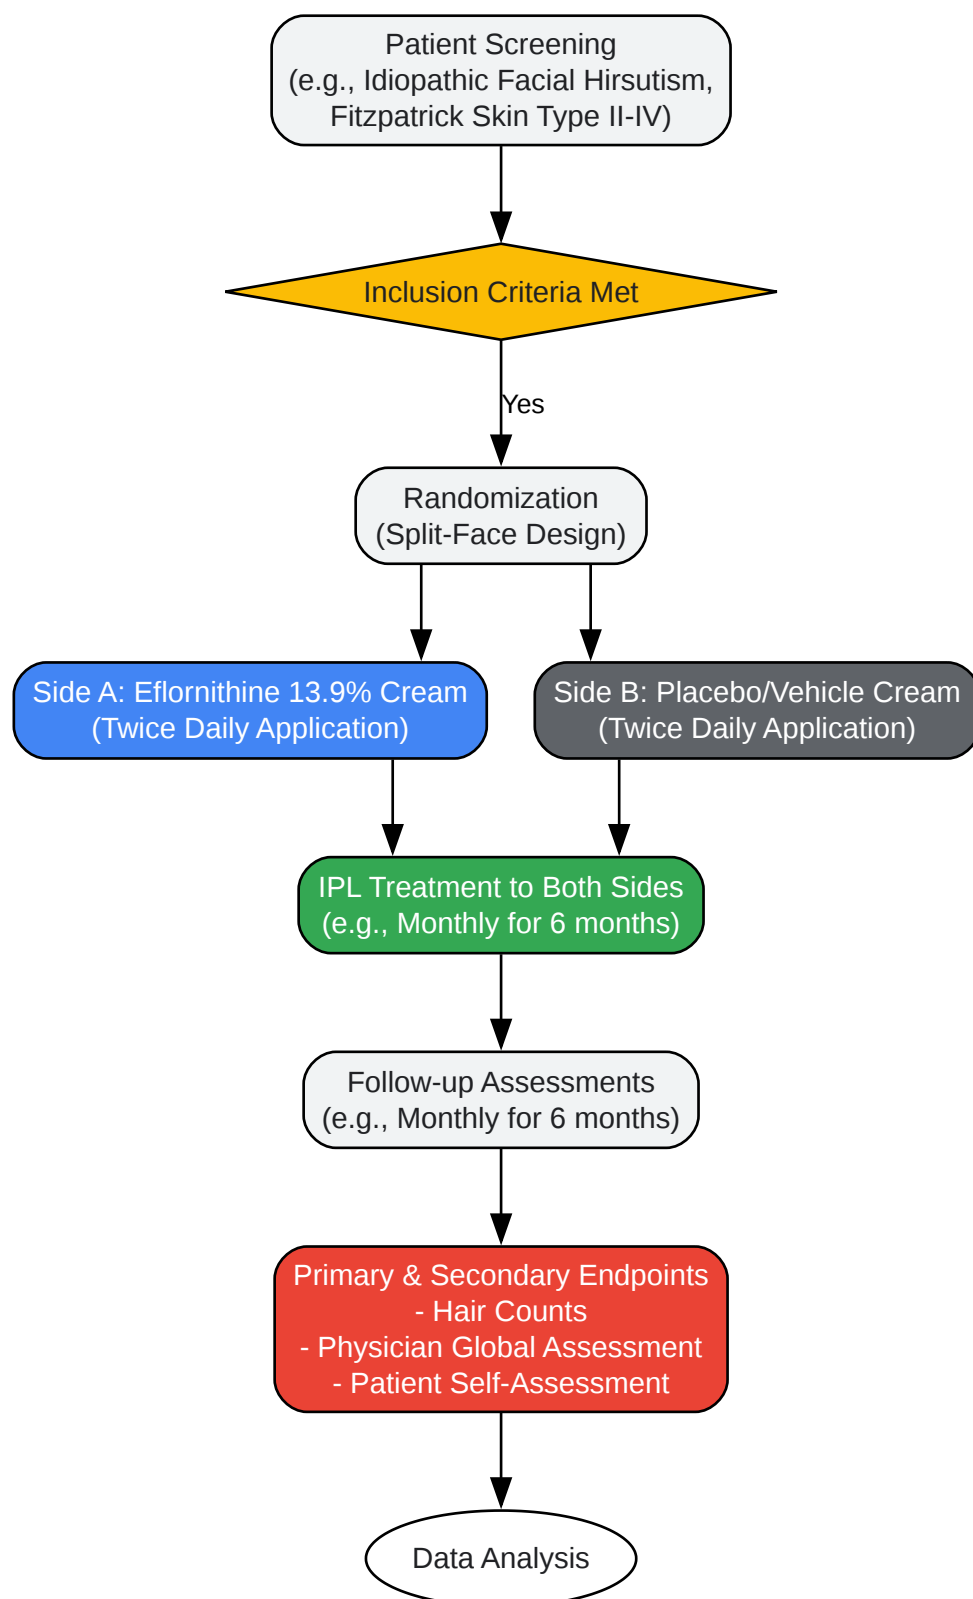 Patient Screening
(e.g., Idiopathic Facial Hirsutism,
Fitzpatrick Skin Type II-IV)
Inclusion Criteria Met
Yes
Randomization
(Split-Face Design)
Side A: Eflornithine 13.9% Cream
(Twice Daily Application)
Side B: Placebo/Vehicle Cream
(Twice Daily Application)
IPL Treatment to Both Sides
(e.g., Monthly for 6 months)
Follow-up Assessments
(e.g., Monthly for 6 months)
Primary & Secondary Endpoints
- Hair Counts
- Physician Global Assessment
- Patient Self-Assessment
Data Analysis